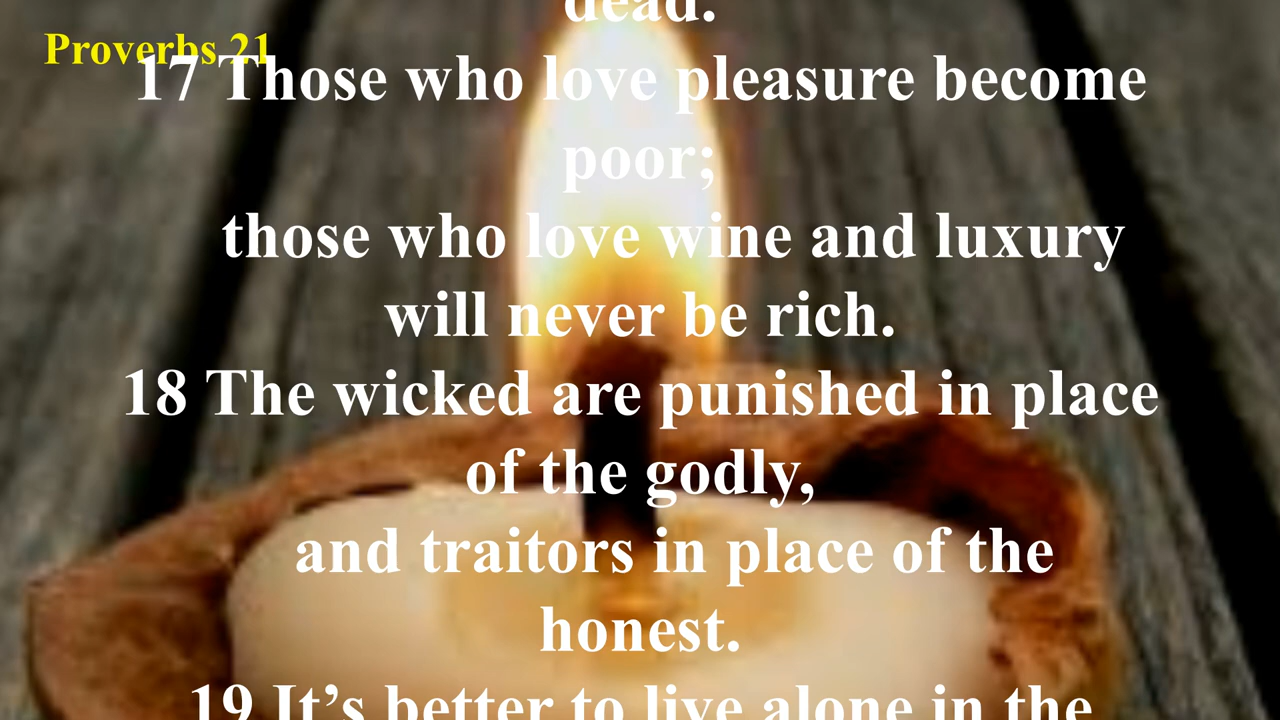 dead.
Proverbs 21
17 Those who love pleasure become
poor;
those who love wine and luxury
will never be rich.
18 The wicked are punished in place
of the godly,
and traitors in place of the
honest.
19 It’s better to live alone in the